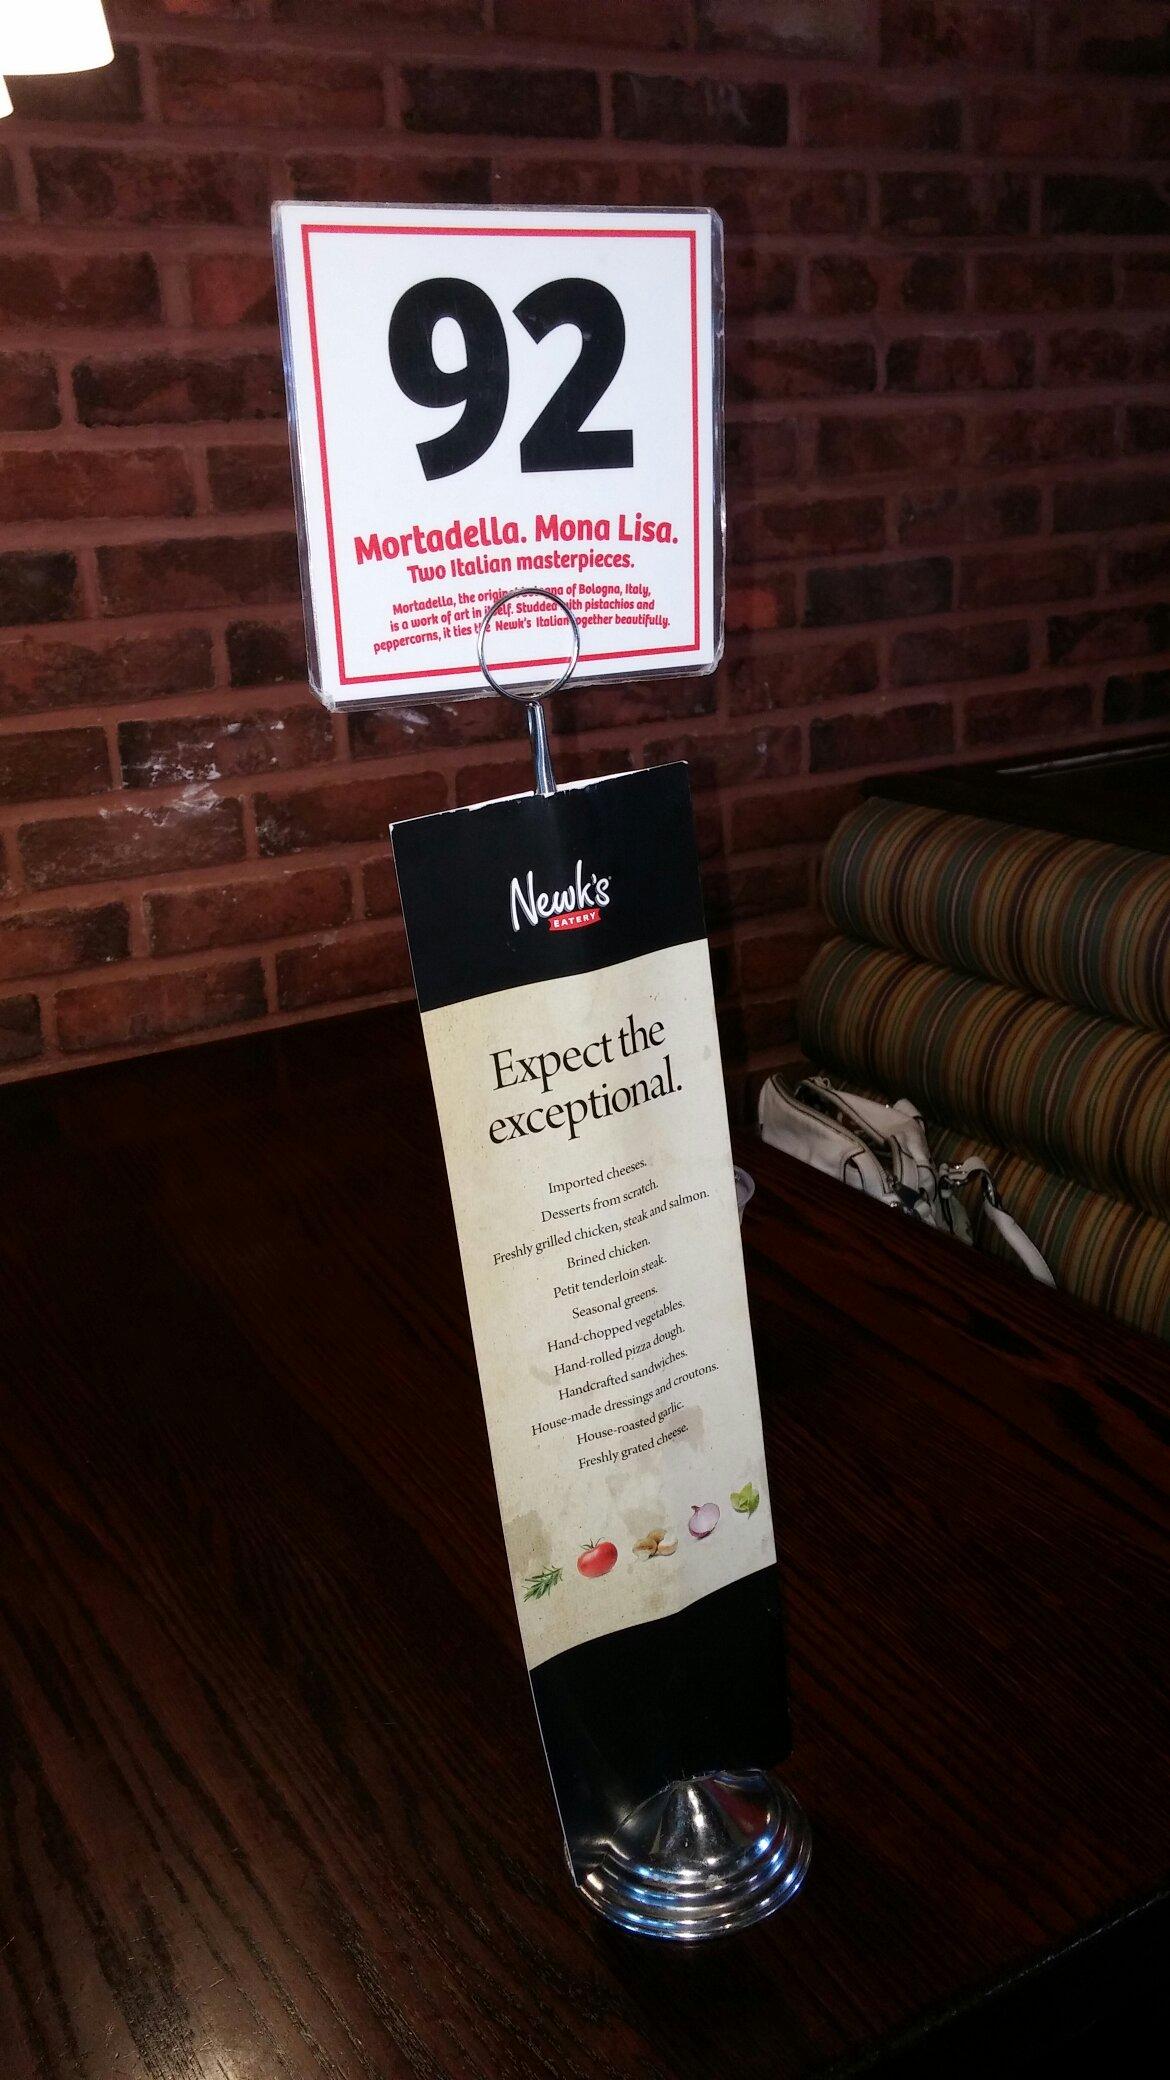 92
Mortadella. Mona Lisa.
Two Italian masterpieces.
Mortadella, the original bologna of Bologna, Italy,
is a work of art in itself. Studded with pistachios and
peppercorns, it ties the Newk's Italian together beautifully.
Newk's
EATERY
Expect the
exceptional.
Imported cheeses.
Desserts from scratch.
Freshly grilled chicken, steak and salmon.
Brined chicken.
Petit tenderloin steak.
Seasonal greens.
Hand-chopped vegetables.
Hand-rolled pizza dough.
Handcrafted sandwiches.
House-made dressings and croutons.
House-roasted garlic.
Freshly grated cheese.